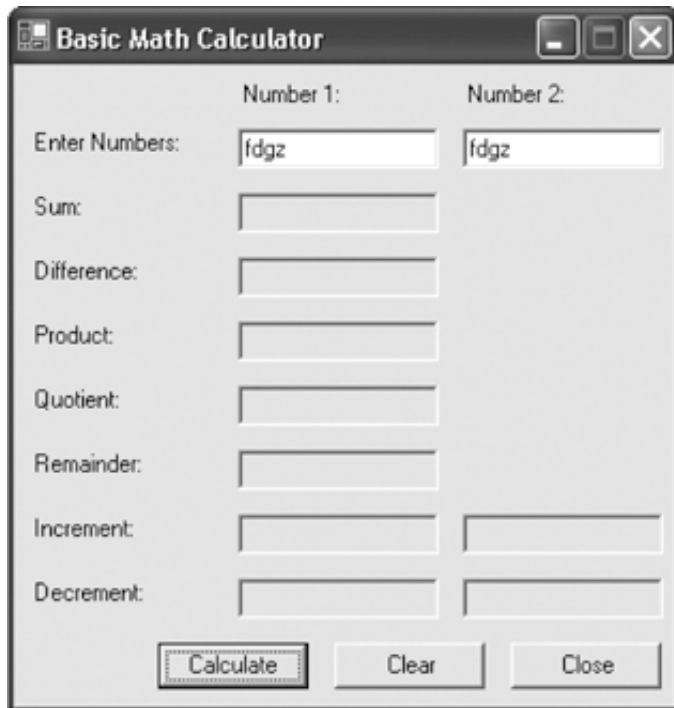 Basic Math Calculator
Number 1: Number 2:
Enter Numbers: fdgz fdgz
Sum:
Difference:
Product:
Quotient:
Remainder:
Increment:
Decrement:
Calculate Clear Close